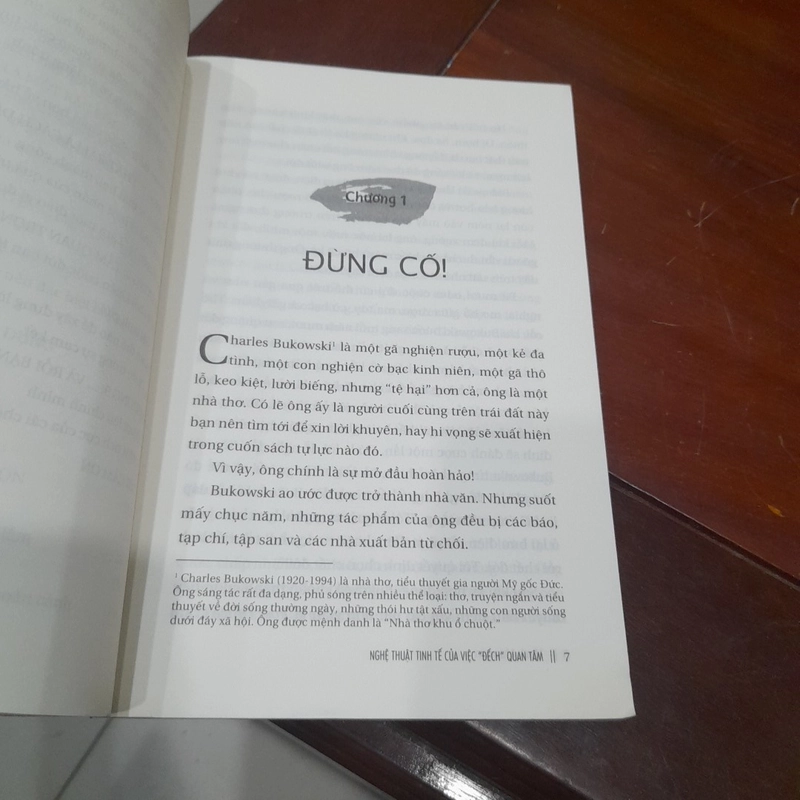 Chương 1
ĐỪNG CỐ!
Charles Bukowski¹ là một gã nghiện rượu, một kẻ đa
tình, một con nghiện cờ bạc kinh niên, một gã thô
lỗ, keo kiệt, lười biếng, nhưng “tệ hại” hơn cả, ông là một
nhà thơ. Có lẽ ông ấy là người cuối cùng trên trái đất này
bạn nên tìm tới để xin lời khuyên, hay hi vọng sẽ xuất hiện
trong cuốn sách tự lực nào đó.
Vì vậy, ông chính là sự mở đầu hoàn hảo!
Bukowski ao ước được trở thành nhà văn. Nhưng suốt
mấy chục năm, những tác phẩm của ông đều bị các báo,
tạp chí, tập san và các nhà xuất bản từ chối.
¹ Charles Bukowski (1920-1994) là nhà thơ, tiểu thuyết gia người Mỹ gốc Đức.
Ông sáng tác rất đa dạng, phủ sóng trên nhiều thể loại: thơ, truyện ngắn và tiểu
thuyết về đời sống thường ngày, những thói hư tật xấu, những con người sống
dưới đáy xã hội. Ông được mệnh danh là “Nhà thơ khu ổ chuột.”
NGHỆ THUẬT TINH TẾ CỦA VIỆC "ĐẾCH" QUAN TÂM || 7